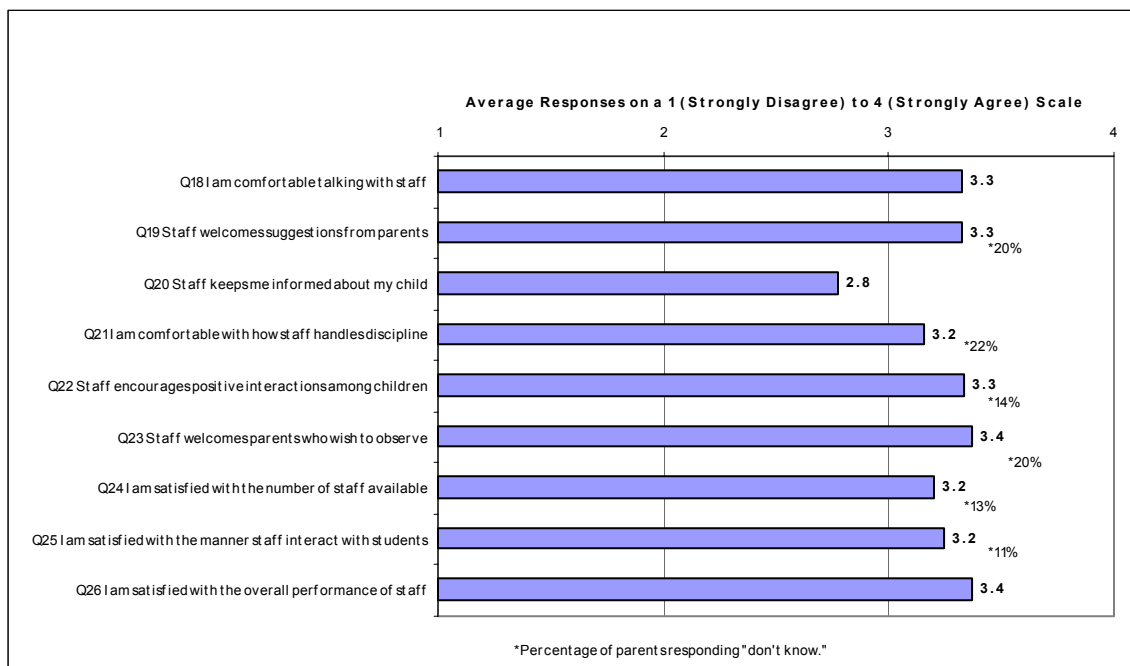 Average Responses on a 1 (Strongly Disagree) to 4 (Strongly Agree) Scale
1 2 3 4
Q18 I am comfortable talking with staff 3.3
Q19 Staff welcomes suggestions from parents 3.3
*20%
Q20 Staff keeps me informed about my child 2.8
Q21 I am comfortable with how staff handles discipline 3.2
*22%
Q22 Staff encourages positive interactions among children 3.3
*14%
Q23 Staff welcomes parents who wish to observe 3.4
*20%
Q24 I am satisfied with the number of staff available 3.2
*13%
Q25 I am satisfied with the manner staff interact with students 3.2
*11%
Q26 I am satisfied with the overall performance of staff 3.4
*Percentage of parents responding "don't know."